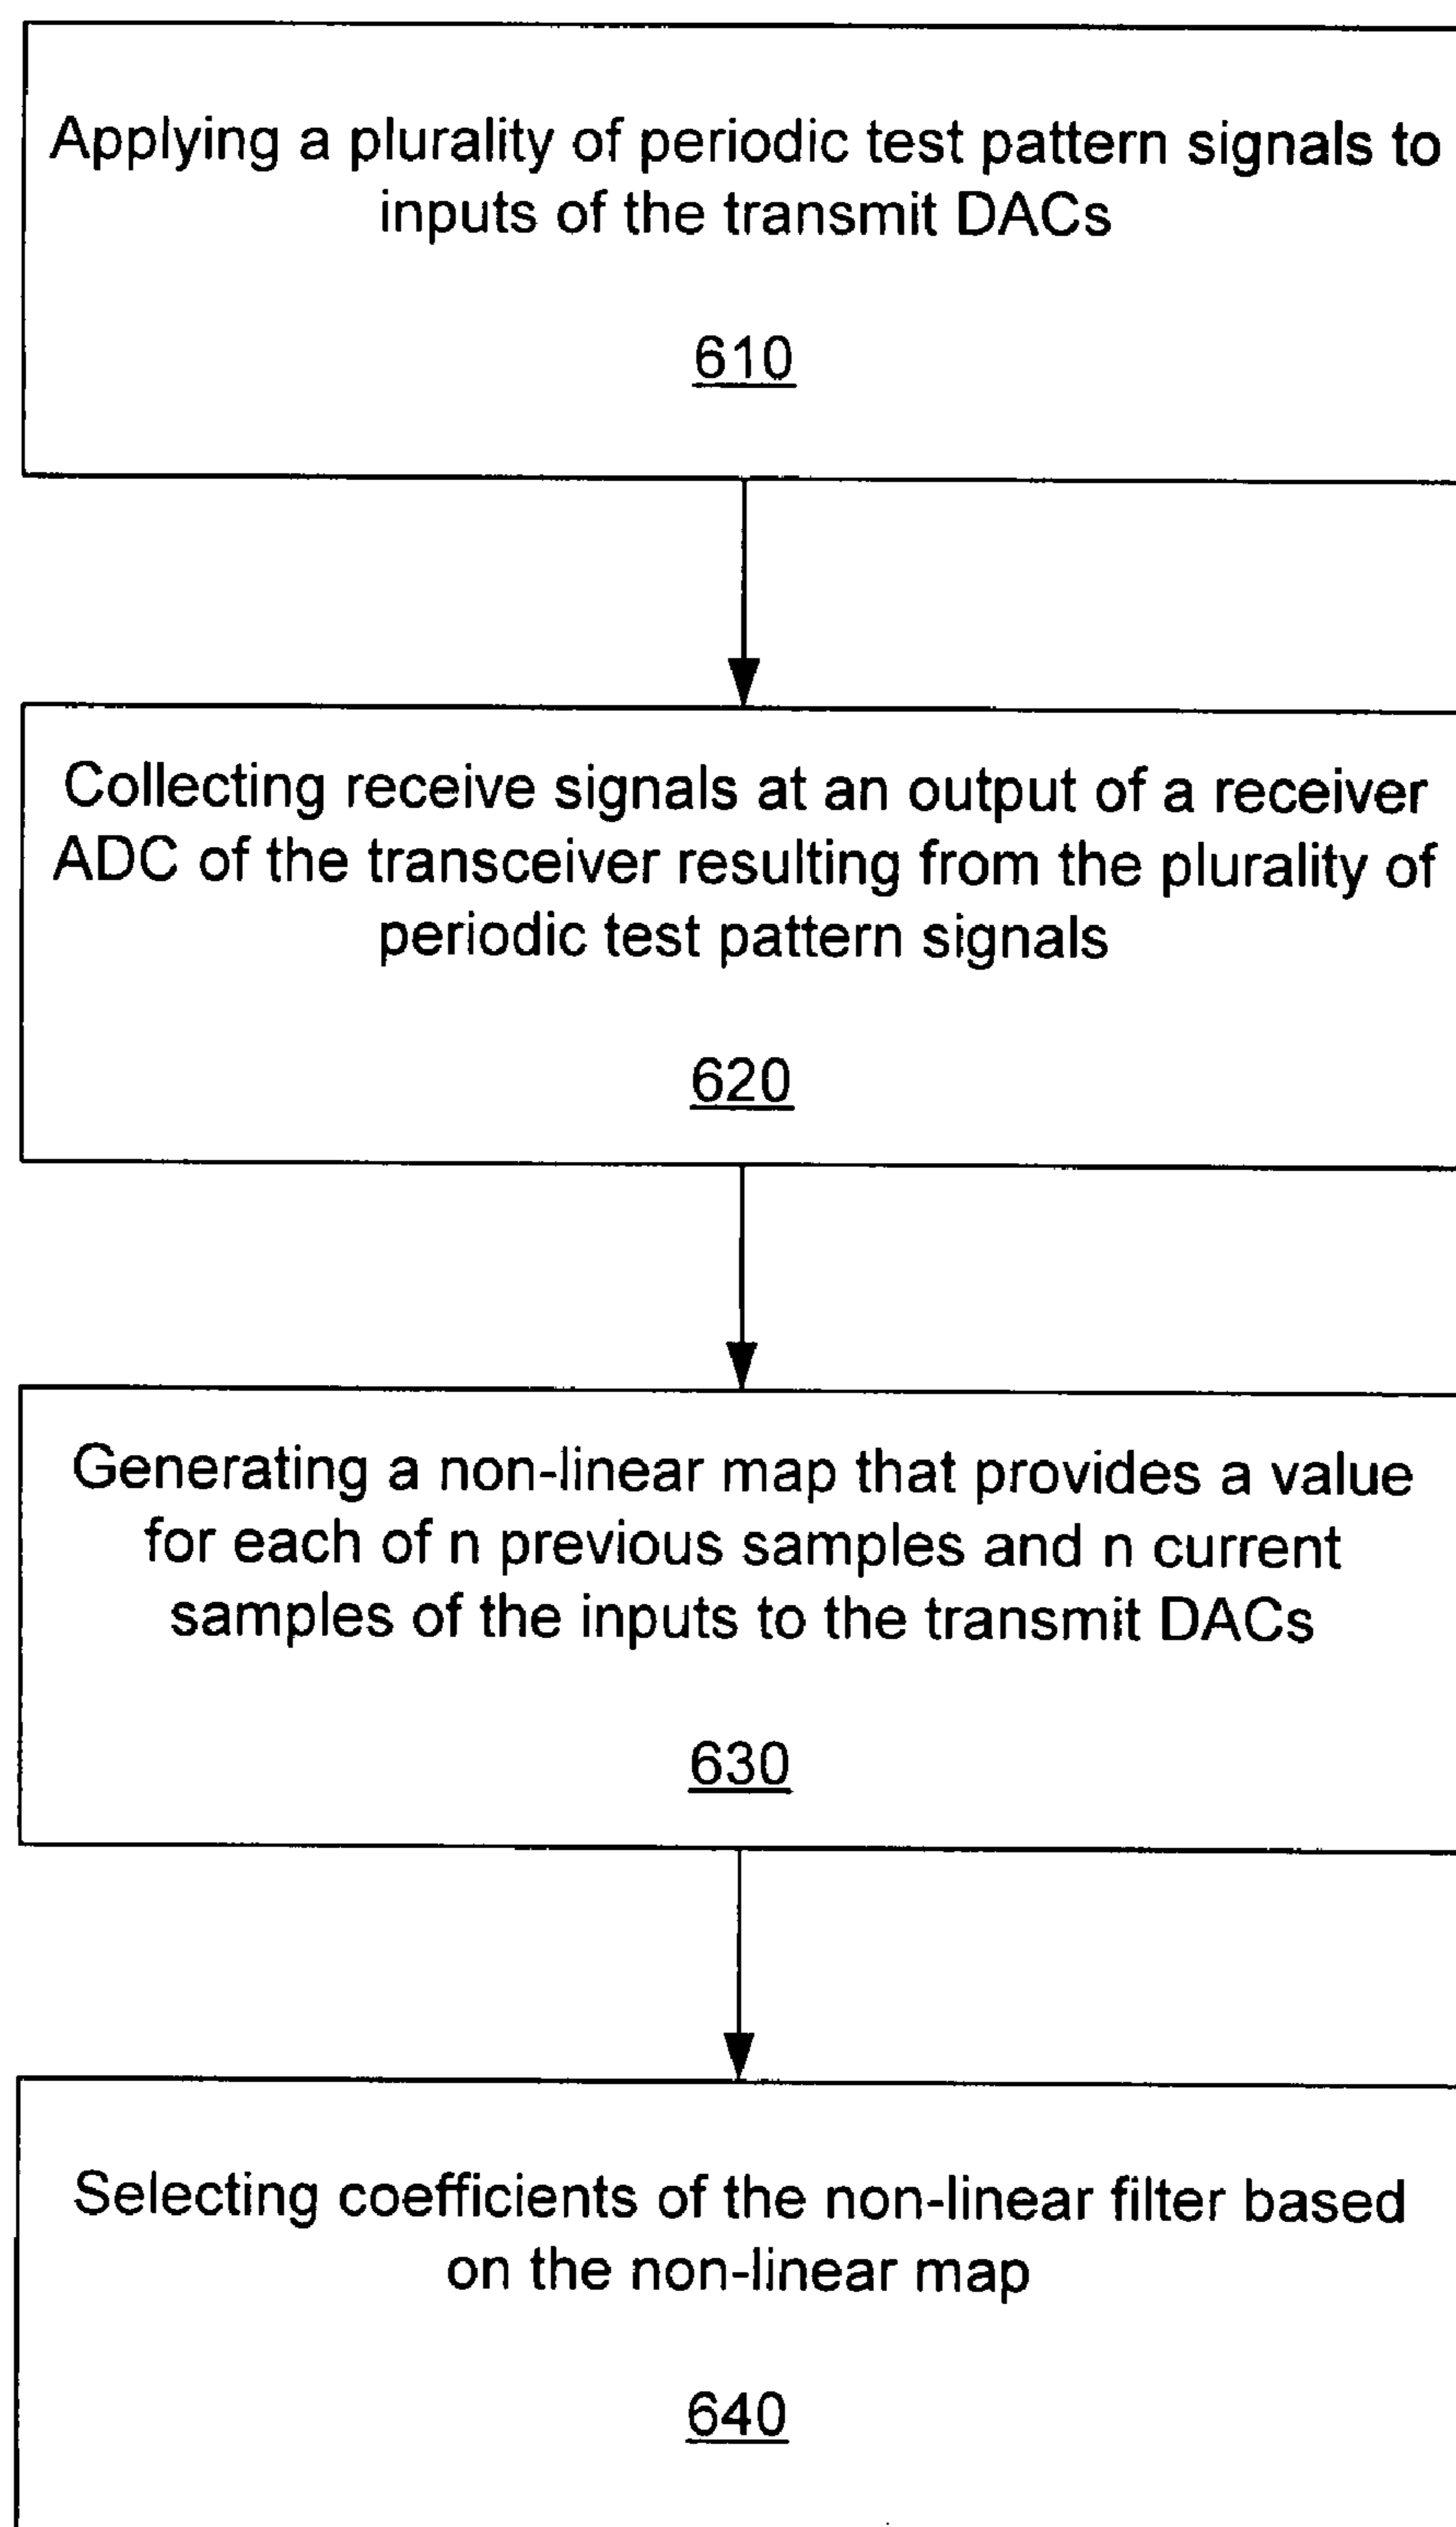 Applying a plurality of periodic test pattern signals to
inputs of the transmit DACs
610
Collecting receive signals at an output of a receiver
ADC of the transceiver resulting from the plurality of
periodic test pattern signals
620
Generating a non-linear map that provides a value
for each of n previous samples and n current
samples of the inputs to the transmit DACs
630
Selecting coefficients of the non-linear filter based
on the non-linear map
640